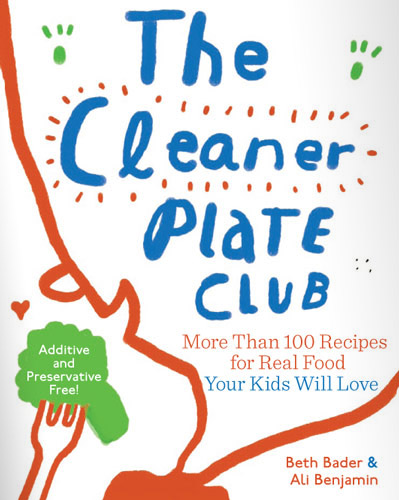 The
Cleaner
PLATE
CLUB
More Than 100 Recipes
for Real Food
Your Kids Will Love
Additive
and
Preservative
Free!
Beth Bader &
Ali Benjamin